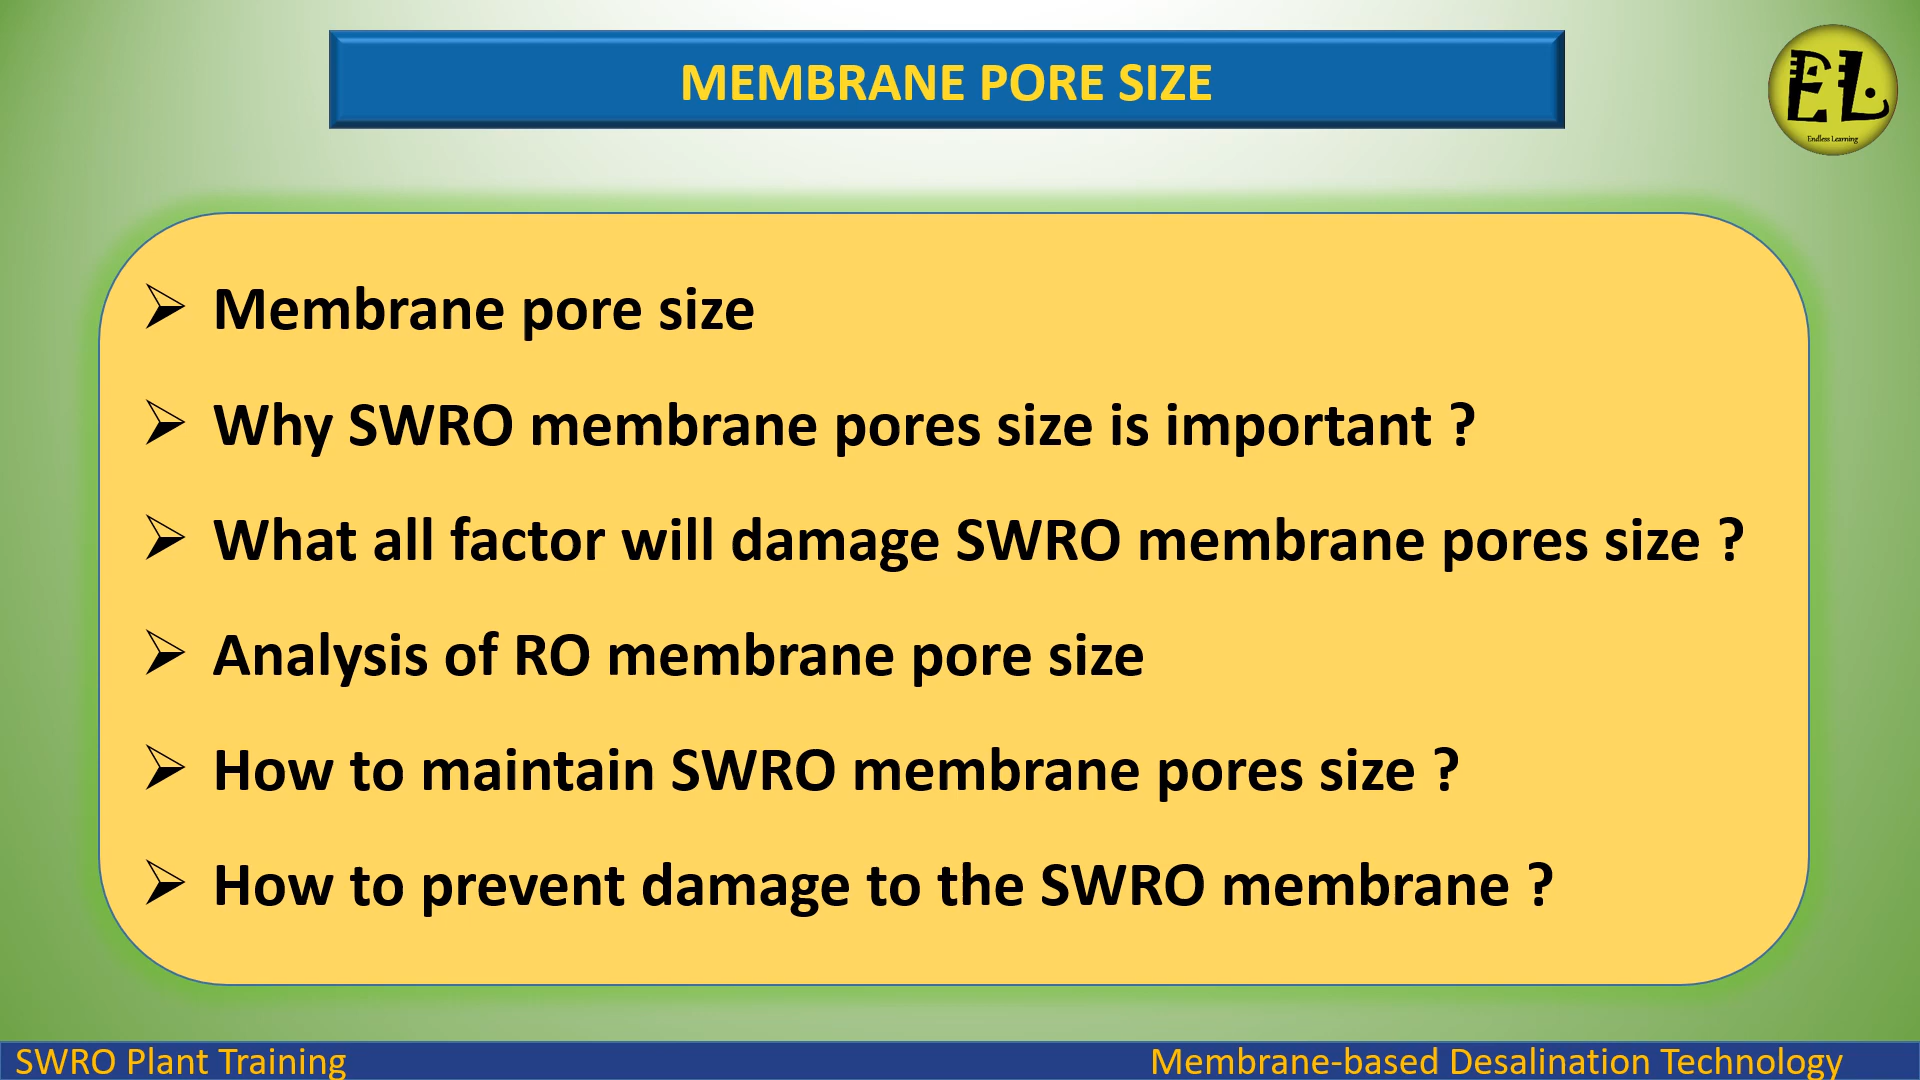 MEMBRANE PORE SIZE
EL
Endless Learning
Membrane pore size
Why SWRO membrane pores size is important ?
What all factor will damage SWRO membrane pores size ?
Analysis of RO membrane pore size
How to maintain SWRO membrane pores size ?
How to prevent damage to the SWRO membrane ?
SWRO Plant Training
Membrane-based Desalination Technology